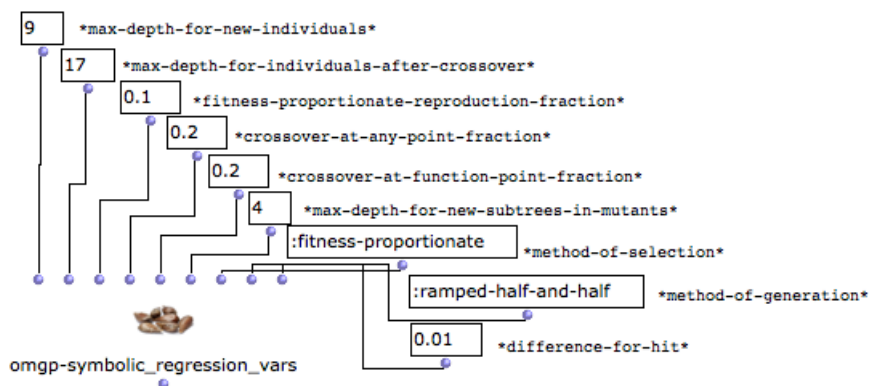 9 *max-depth-for-new-individuals*
17 *max-depth-for-individuals-after-crossover*
0.1 *fitness-proportionate-reproduction-fraction*
0.2 *crossover-at-any-point-fraction*
0.2 *crossover-at-function-point-fraction*
4 *max-depth-for-new-subtrees-in-mutants*
:fitness-proportionate *method-of-selection*
:ramped-half-and-half *method-of-generation*
0.01 *difference-for-hit*
omgp-symbolic_regression_vars